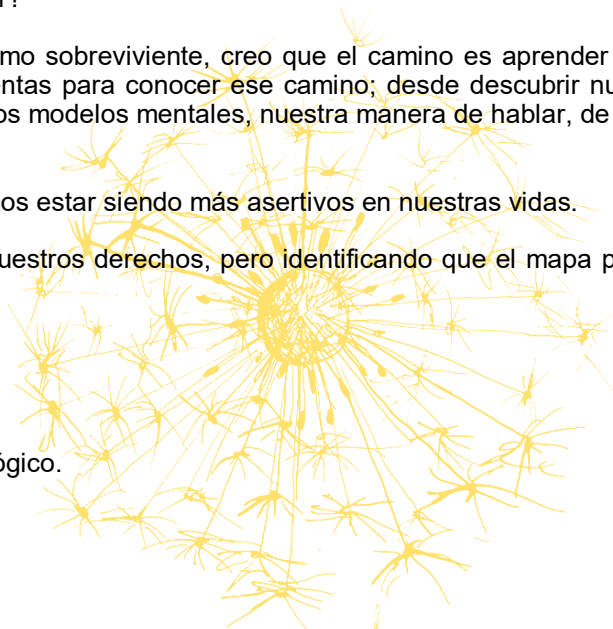 mo sobreviviente, creo que el camino es aprender
ntas para conocer ese camino; desde descubrir nu
os modelos mentales, nuestra manera de hablar, de
os estar siendo más asertivos en nuestras vidas.
uestros derechos, pero identificando que el mapa p
ógico.